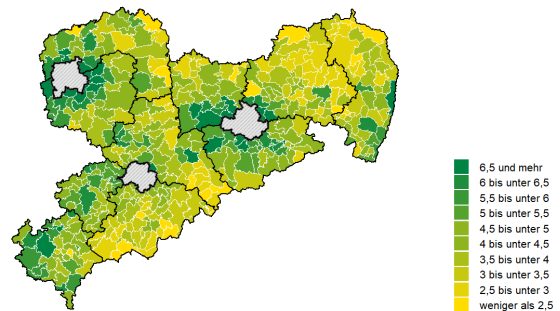 6,5 und mehr
6 bis unter 6,5
5,5 bis unter 6
5 bis unter 5,5
4,5 bis unter 5
4 bis unter 4,5
3,5 bis unter 4
3 bis unter 3,5
2,5 bis unter 3
weniger als 2,5